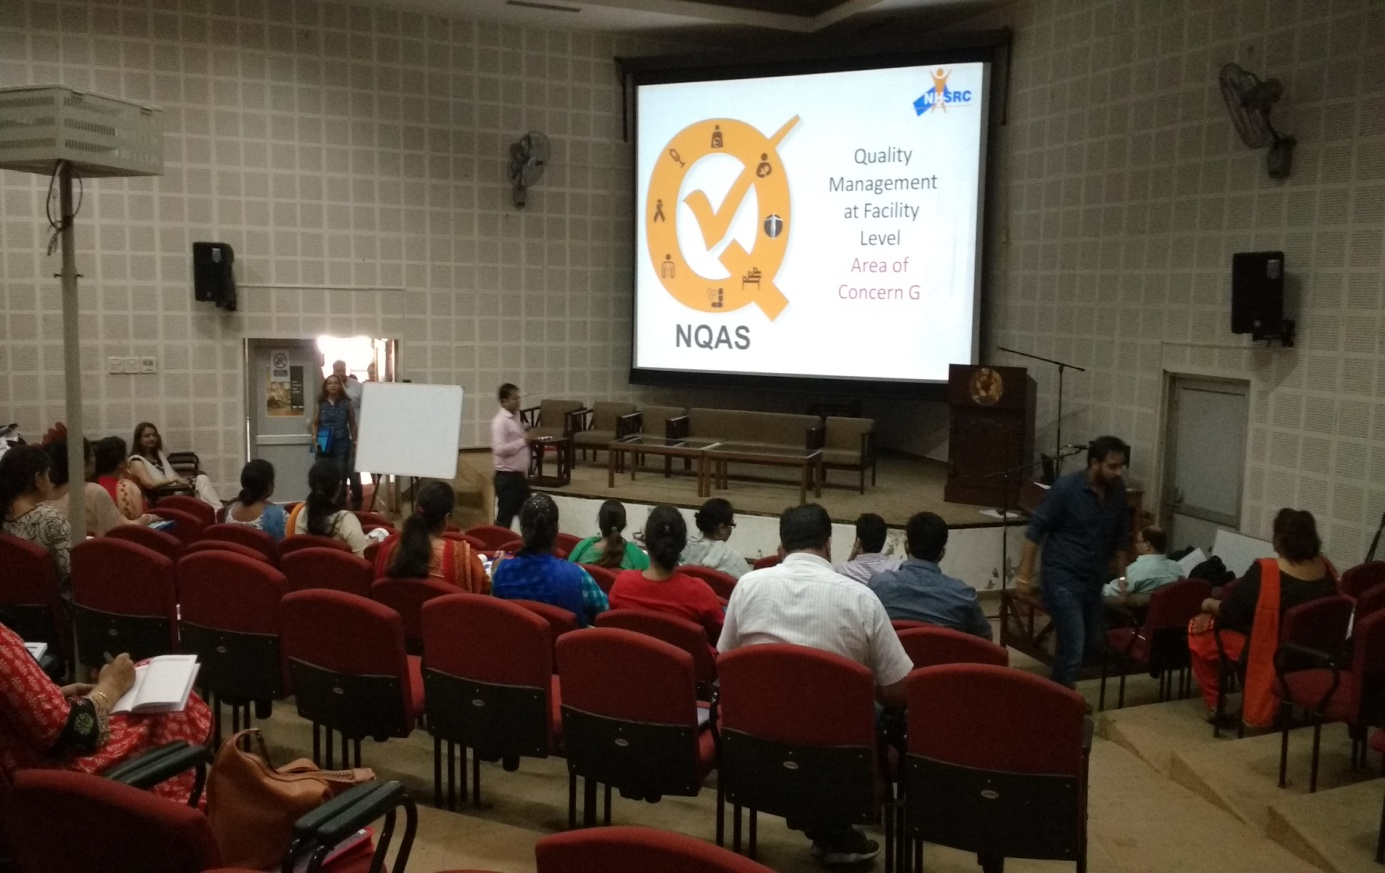 NHSRC
Quality
Management
at Facility
Level
Area of
Concern G
NQAS